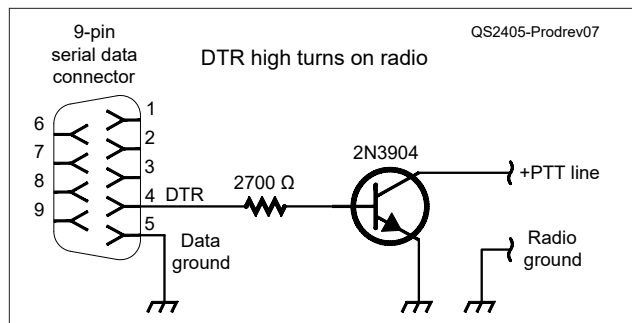 9-pin
serial data
connector
DTR high turns on radio
QS2405-Prodrev07
1
6
2
7
3
8
4
9
5
DTR
2700 Ω
2N3904
+PTT line
Data
ground
Radio
ground